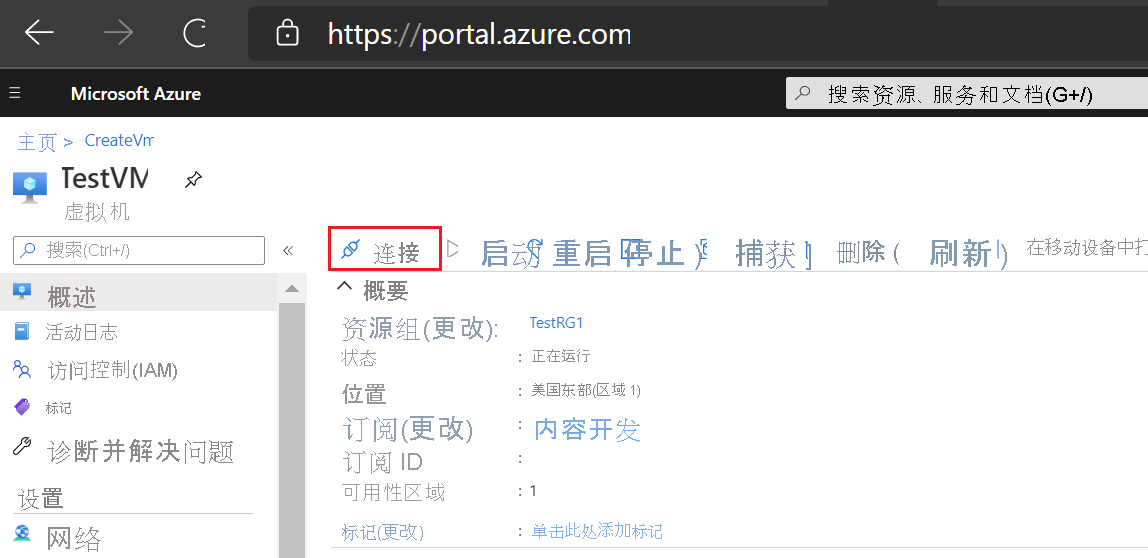 https://portal.azure.com
Microsoft Azure
搜索资源、服务和文档(G+/)
主页 > CreateVm
TestVM
虚拟机
搜索(Ctrl+/)
«
连接 启动 重启 停止 捕获 删除 刷新 在移动设备中打
概述
活动日志
访问控制(IAM)
标记
诊断并解决问题
设置
网络
概要
资源组(更改): TestRG1
状态 : 正在运行
位置 : 美国东部(区域 1)
订阅(更改) : 内容开发
订阅 ID :
可用性区域 : 1
标记(更改) : 单击此处添加标记